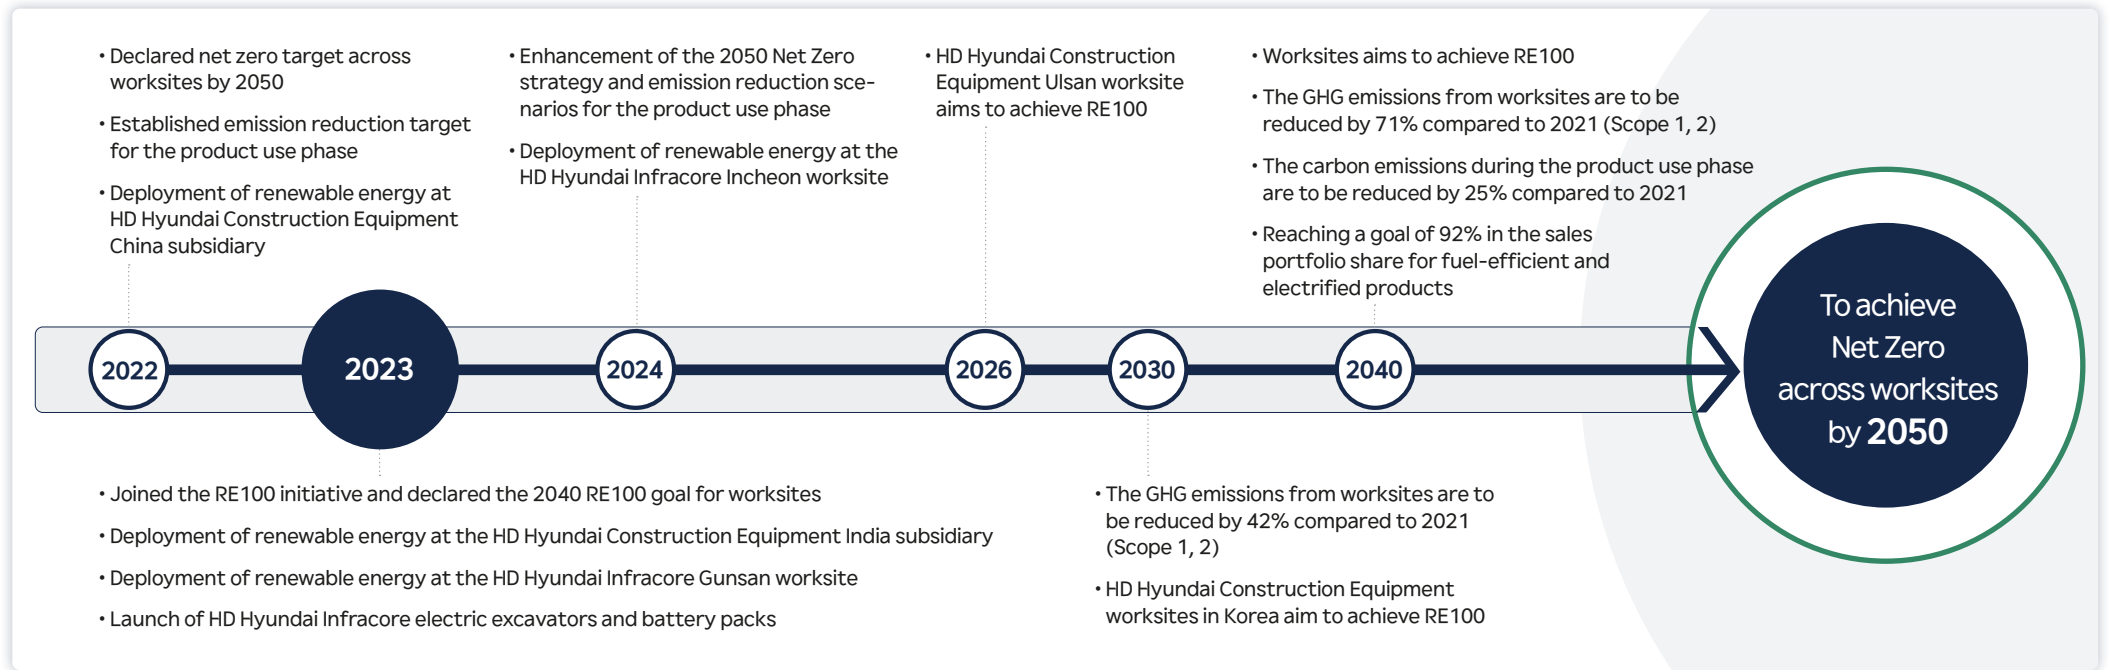 • Declared net zero target across
worksites by 2050
• Established emission reduction target
for the product use phase
• Deployment of renewable energy at
HD Hyundai Construction Equipment
China subsidiary
• Enhancement of the 2050 Net Zero
strategy and emission reduction sce-
narios for the product use phase
• Deployment of renewable energy at the
HD Hyundai Infracore Incheon worksite
• HD Hyundai Construction
Equipment Ulsan worksite
aims to achieve RE100
• Worksites aims to achieve RE100
• The GHG emissions from worksites are to be
reduced by 71% compared to 2021 (Scope 1, 2)
• The carbon emissions during the product use phase
are to be reduced by 25% compared to 2021
• Reaching a goal of 92% in the sales
portfolio share for fuel-efficient and
electrified products
2022
2023
2024
2026
2030
2040
To achieve
Net Zero
across worksites
by 2050
• Joined the RE100 initiative and declared the 2040 RE100 goal for worksites
• Deployment of renewable energy at the HD Hyundai Construction Equipment India subsidiary
• Deployment of renewable energy at the HD Hyundai Infracore Gunsan worksite
• Launch of HD Hyundai Infracore electric excavators and battery packs
• The GHG emissions from worksites are to
be reduced by 42% compared to 2021
(Scope 1, 2)
• HD Hyundai Construction Equipment
worksites in Korea aim to achieve RE100